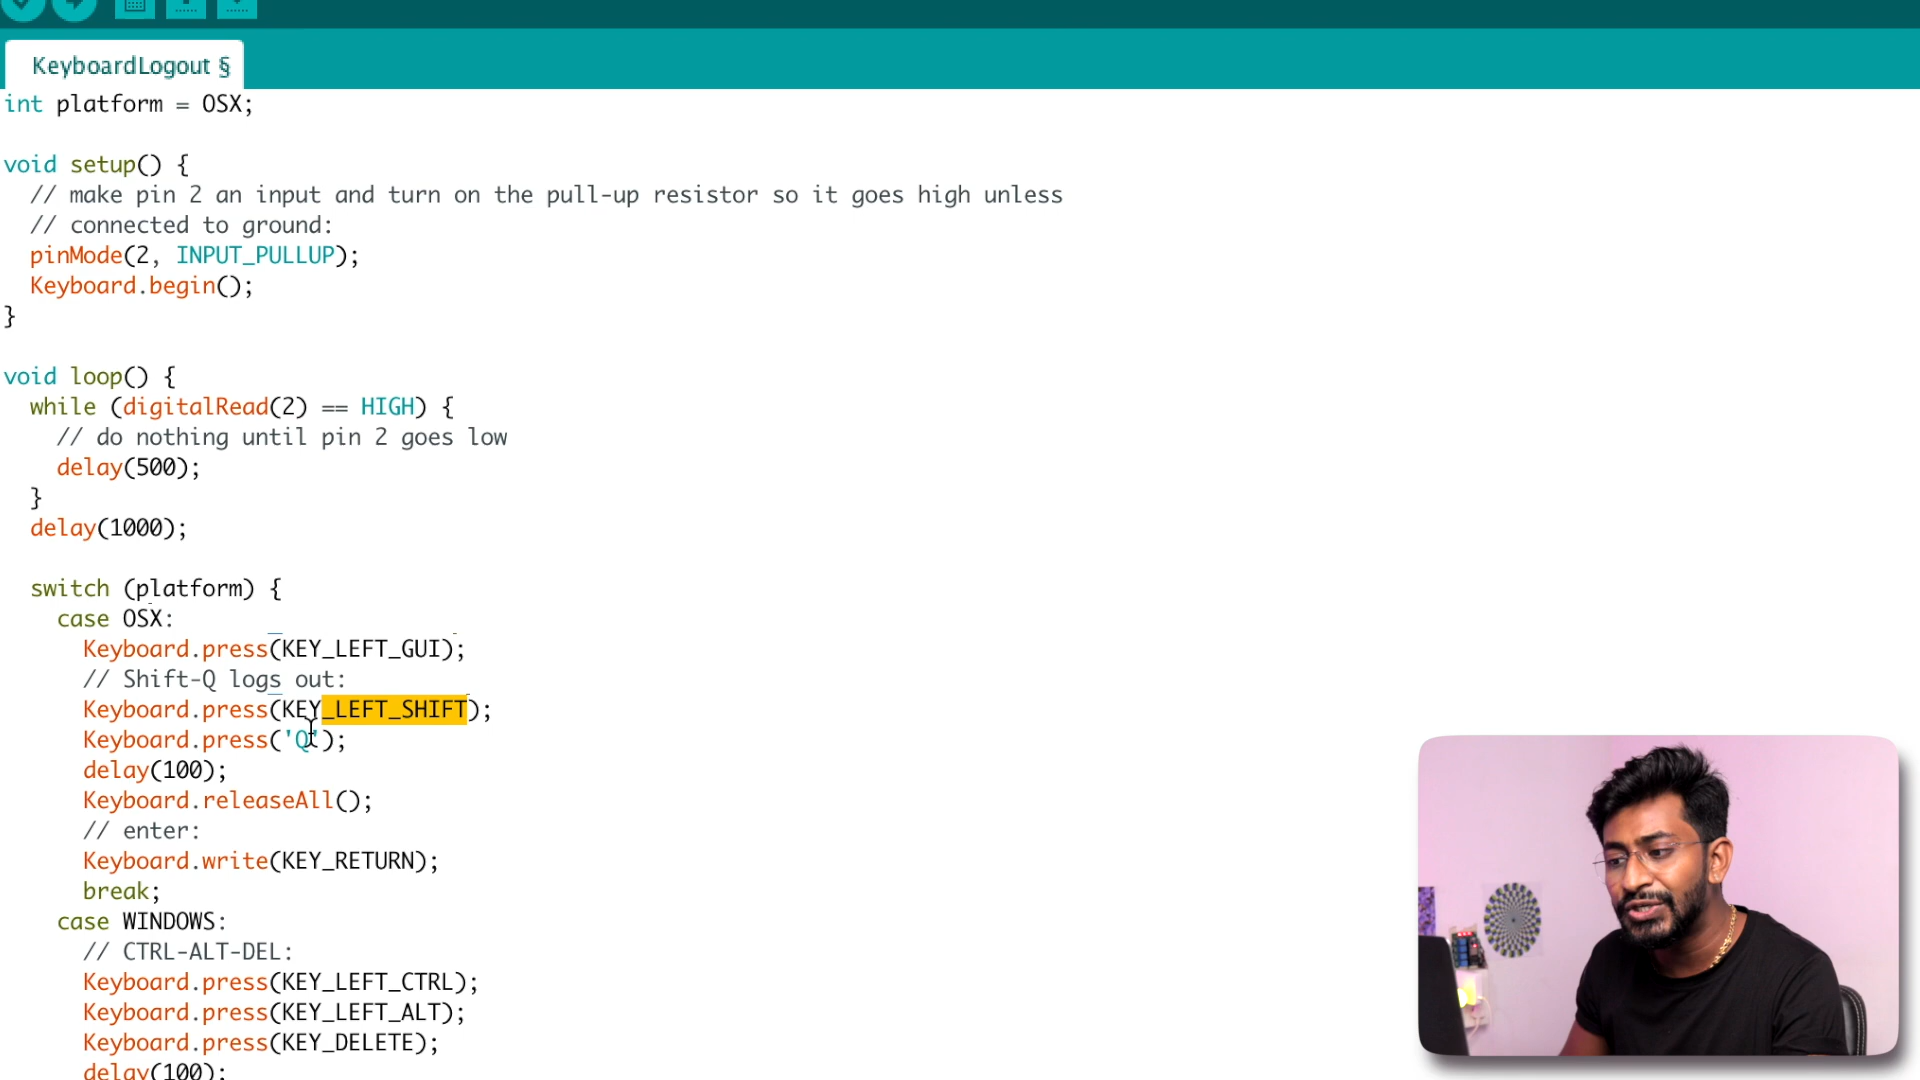 KeyboardLogout §
int platform = OSX;
void setup() {
// make pin 2 an input and turn on the pull-up resistor so it goes high unless
// connected to ground:
pinMode(2, INPUT_PULLUP);
Keyboard.begin();
}
void loop() {
while (digitalRead(2) == HIGH) {
// do nothing until pin 2 goes low
delay(500);
}
delay(1000);
switch (platform) {
case OSX:
Keyboard.press(KEY_LEFT_GUI);
// Shift-Q logs out:
Keyboard.press(KEY_LEFT_SHIFT);
Keyboard.press('Q');
delay(100);
Keyboard.releaseAll();
// enter:
Keyboard.write(KEY_RETURN);
break;
case WINDOWS:
// CTRL-ALT-DEL:
Keyboard.press(KEY_LEFT_CTRL);
Keyboard.press(KEY_LEFT_ALT);
Keyboard.press(KEY_DELETE);
delay(100);